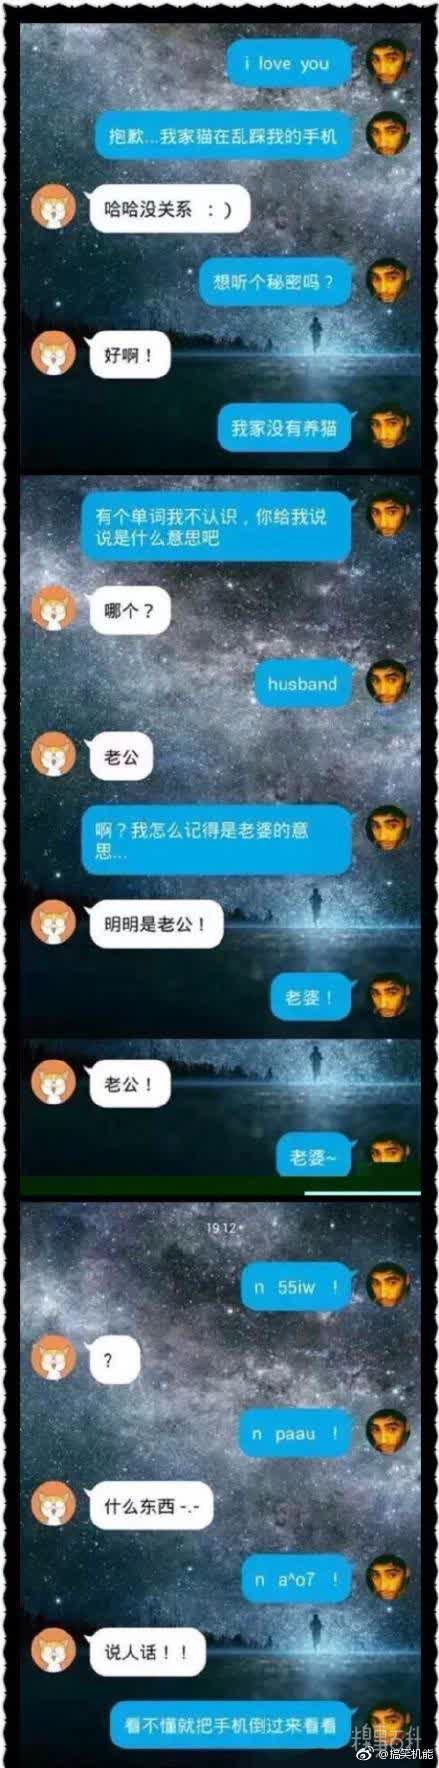 i love you
抱歉...我家猫在乱踩我的手机
哈哈没关系 ：)
想听个秘密吗？
好啊！
我家没有养猫
有个单词我不认识，你给我说
说是什么意思吧
哪个？
husband
老公
啊？我怎么记得是老婆的意
思...
明明是老公！
老婆！
老公！
老婆~
19:12
n 55iw !
?
n paau !
什么东西 -.-
n a^o7 !
说人话！！
看不懂就把手机倒过来看看
@搞笑机能